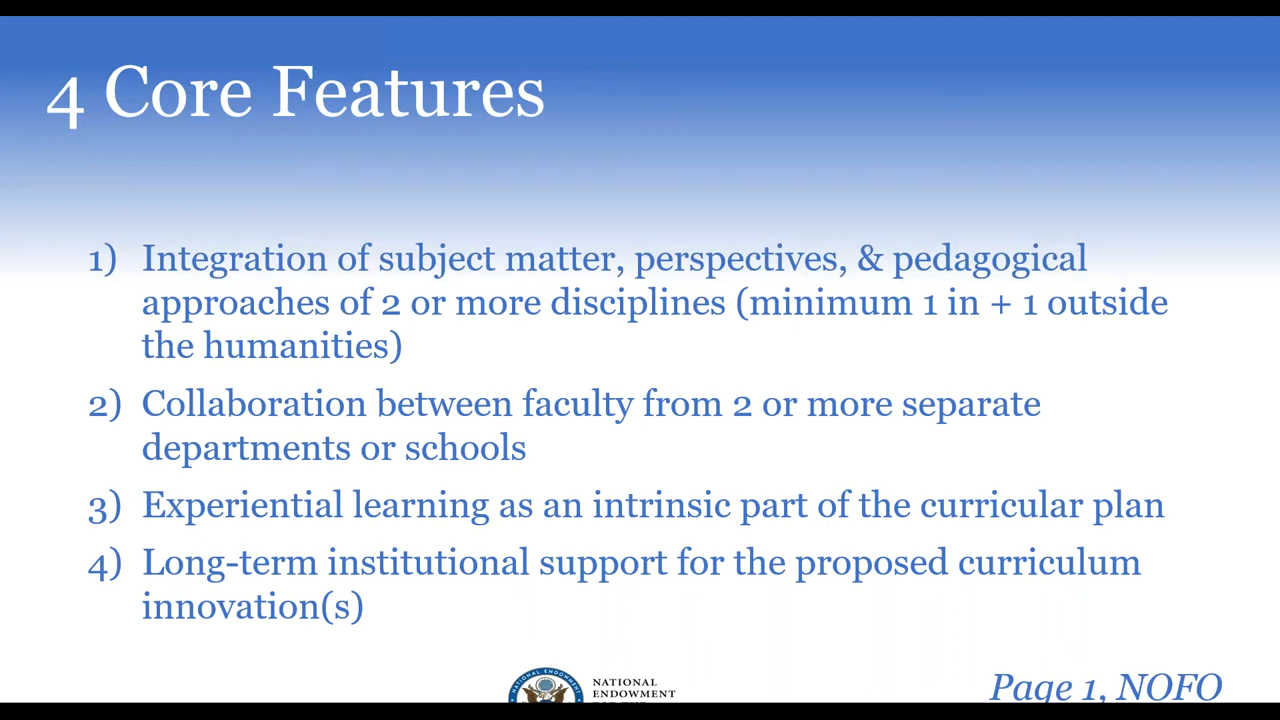 4 Core Features
1) Integration of subject matter, perspectives, & pedagogical
approaches of 2 or more disciplines (minimum 1 in + 1 outside
the humanities)
2) Collaboration between faculty from 2 or more separate
departments or schools
3) Experiential learning as an intrinsic part of the curricular plan
4) Long-term institutional support for the proposed curriculum
innovation(s)
NATIONAL
ENDOWMENT
Page 1, NOFO